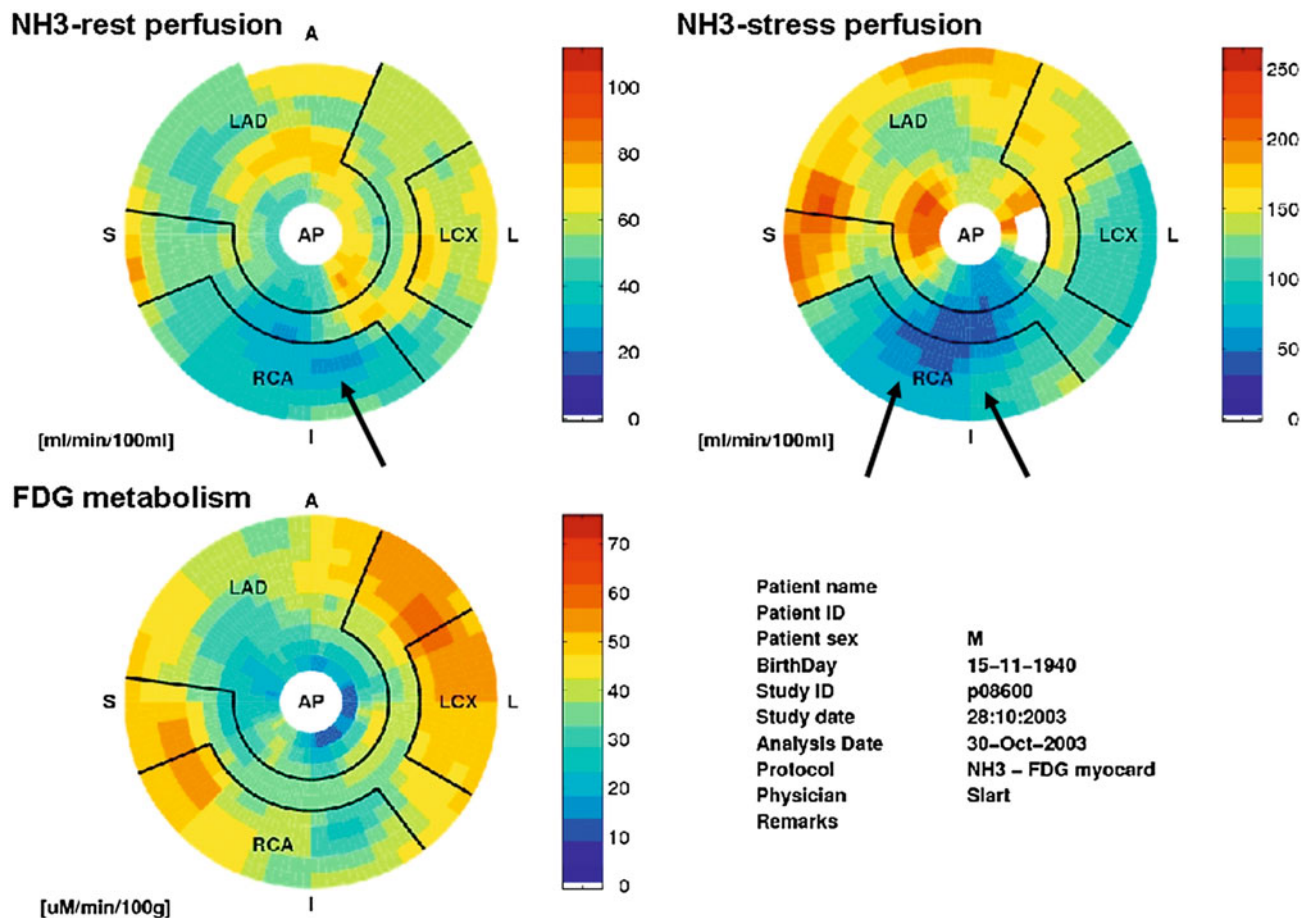 NH3-rest perfusion
A
LAD
S
AP
LCX
L
RCA
I
[ml/min/100ml]
100
80
60
40
20
0
NH3-stress perfusion
LAD
S
AP
LCX
L
RCA
I
[ml/min/100ml]
250
200
150
100
50
0
FDG metabolism
A
LAD
S
AP
LCX
L
RCA
I
[uM/min/100g]
70
60
50
40
30
20
10
0
Patient name
Patient ID
Patient sex M
BirthDay 15-11-1940
Study ID p08600
Study date 28:10:2003
Analysis Date 30-Oct-2003
Protocol NH3 - FDG myocard
Physician Slart
Remarks